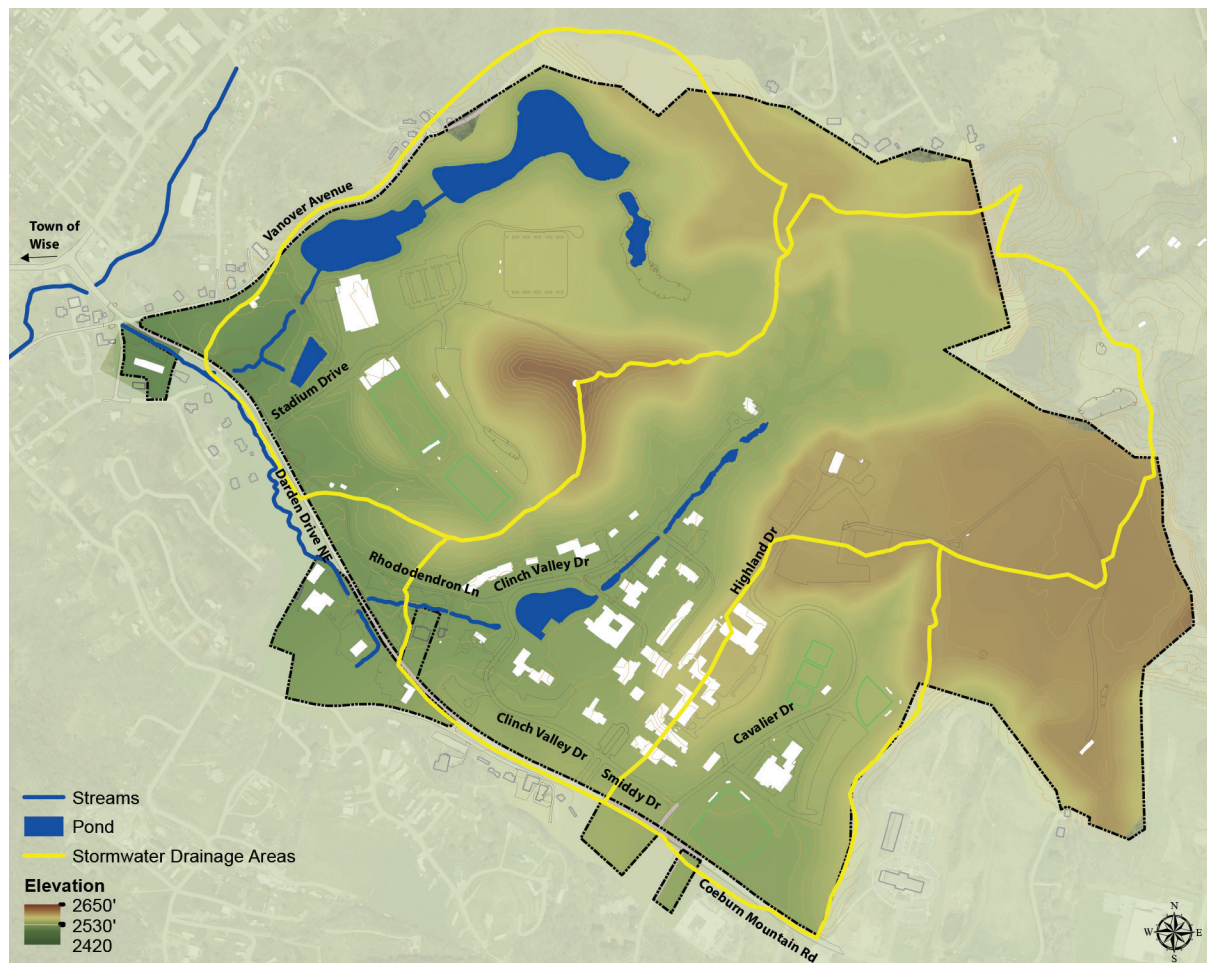 Vanover Avenue
Town of
Wise
Stadium Drive
Darden Drive NE
Rhododendron Ln
Clinch Valley Dr
Highland Dr
Cavalier Dr
Clinch Valley Dr
Smiddy Dr
Coeburn Mountain Rd
Streams
Pond
Stormwater Drainage Areas
Elevation
2650'
2530'
2420
N
W E
S